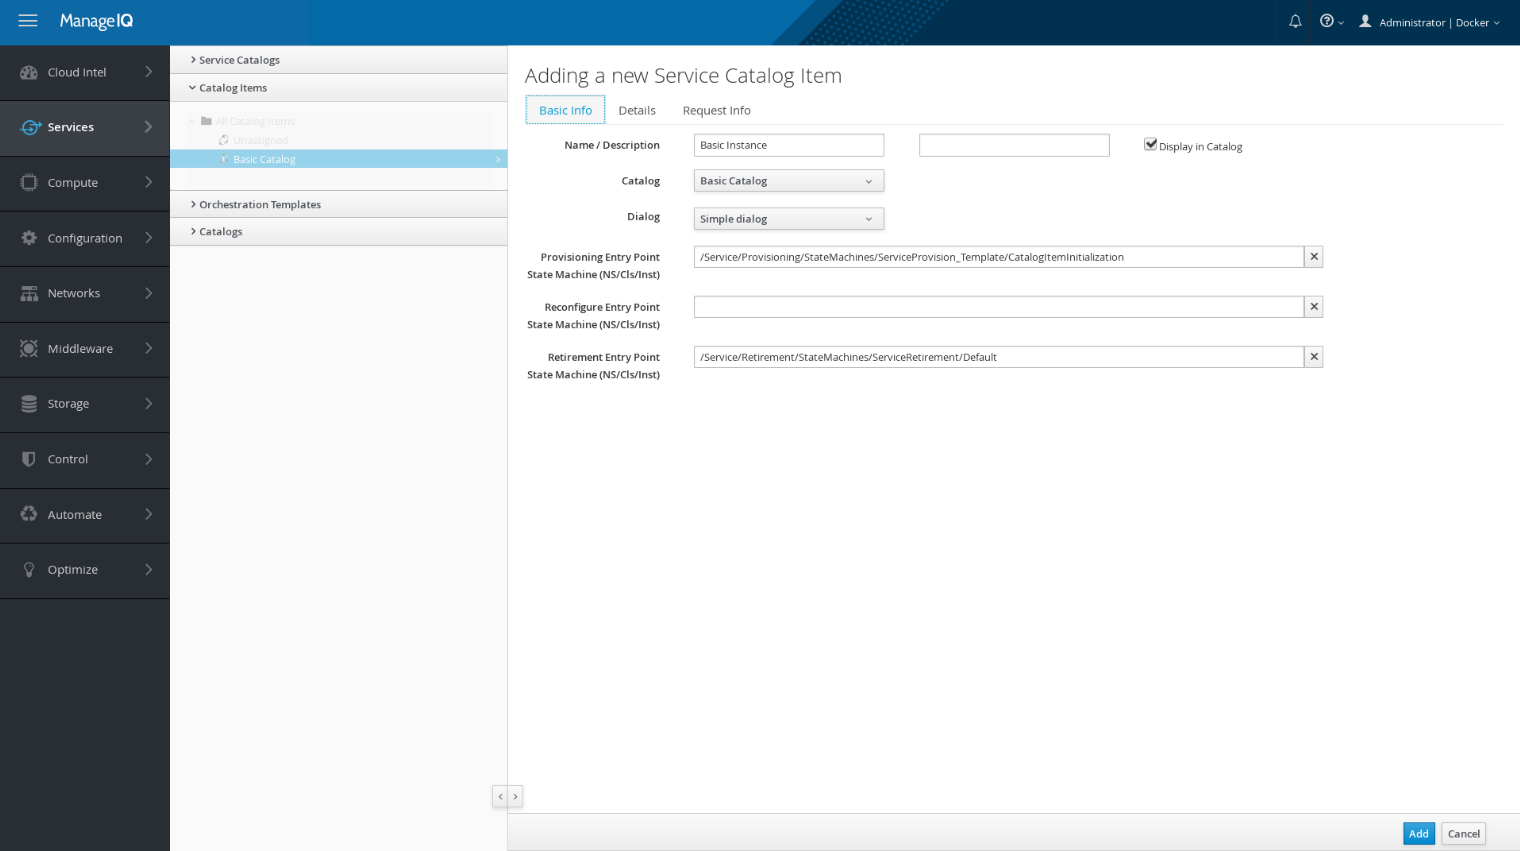 ManageIQ
Administrator | Docker
Cloud Intel
Services
Compute
Configuration
Networks
Middleware
Storage
Control
Automate
Optimize
Service Catalogs
Catalog Items
All Catalog Items
Unassigned
Basic Catalog
Orchestration Templates
Catalogs
Adding a new Service Catalog Item
Basic Info Details Request Info
Name / Description Basic Instance Display in Catalog
Catalog Basic Catalog
Dialog Simple dialog
Provisioning Entry Point
State Machine (NS/Cls/Inst)
/Service/Provisioning/StateMachines/ServiceProvision_Template/CatalogItemInitialization
Reconfigure Entry Point
State Machine (NS/Cls/Inst)
Retirement Entry Point
State Machine (NS/Cls/Inst)
/Service/Retirement/StateMachines/ServiceRetirement/Default
Add Cancel